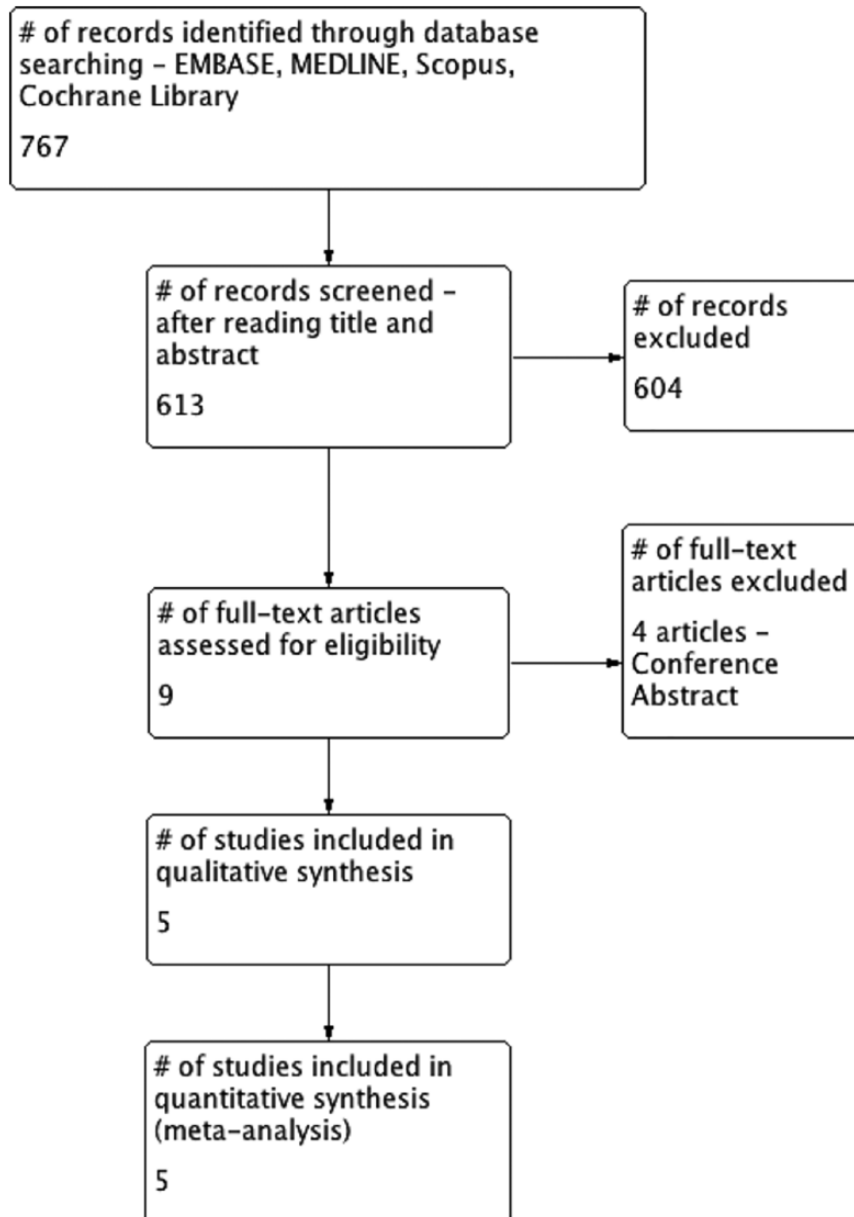 # of records identified through database
searching – EMBASE, MEDLINE, Scopus,
Cochrane Library
767
# of records screened –
after reading title and
abstract
613
# of records
excluded
604
# of full-text articles
assessed for eligibility
9
# of full-text
articles excluded
4 articles –
Conference
Abstract
# of studies included in
qualitative synthesis
5
# of studies included in
quantitative synthesis
(meta-analysis)
5